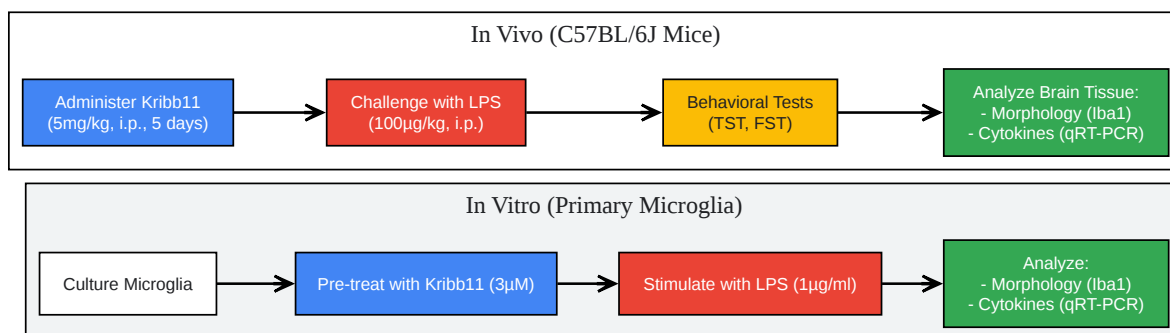 In Vivo (C57BL/6J Mice)
Administer Kribb11
(5mg/kg, i.p., 5 days)
Challenge with LPS
(100µg/kg, i.p.)
Behavioral Tests
(TST, FST)
Analyze Brain Tissue:
- Morphology (Iba1)
- Cytokines (qRT-PCR)
In Vitro (Primary Microglia)
Culture Microglia
Pre-treat with Kribb11 (3µM)
Stimulate with LPS (1µg/ml)
Analyze:
- Morphology (Iba1)
- Cytokines (qRT-PCR)